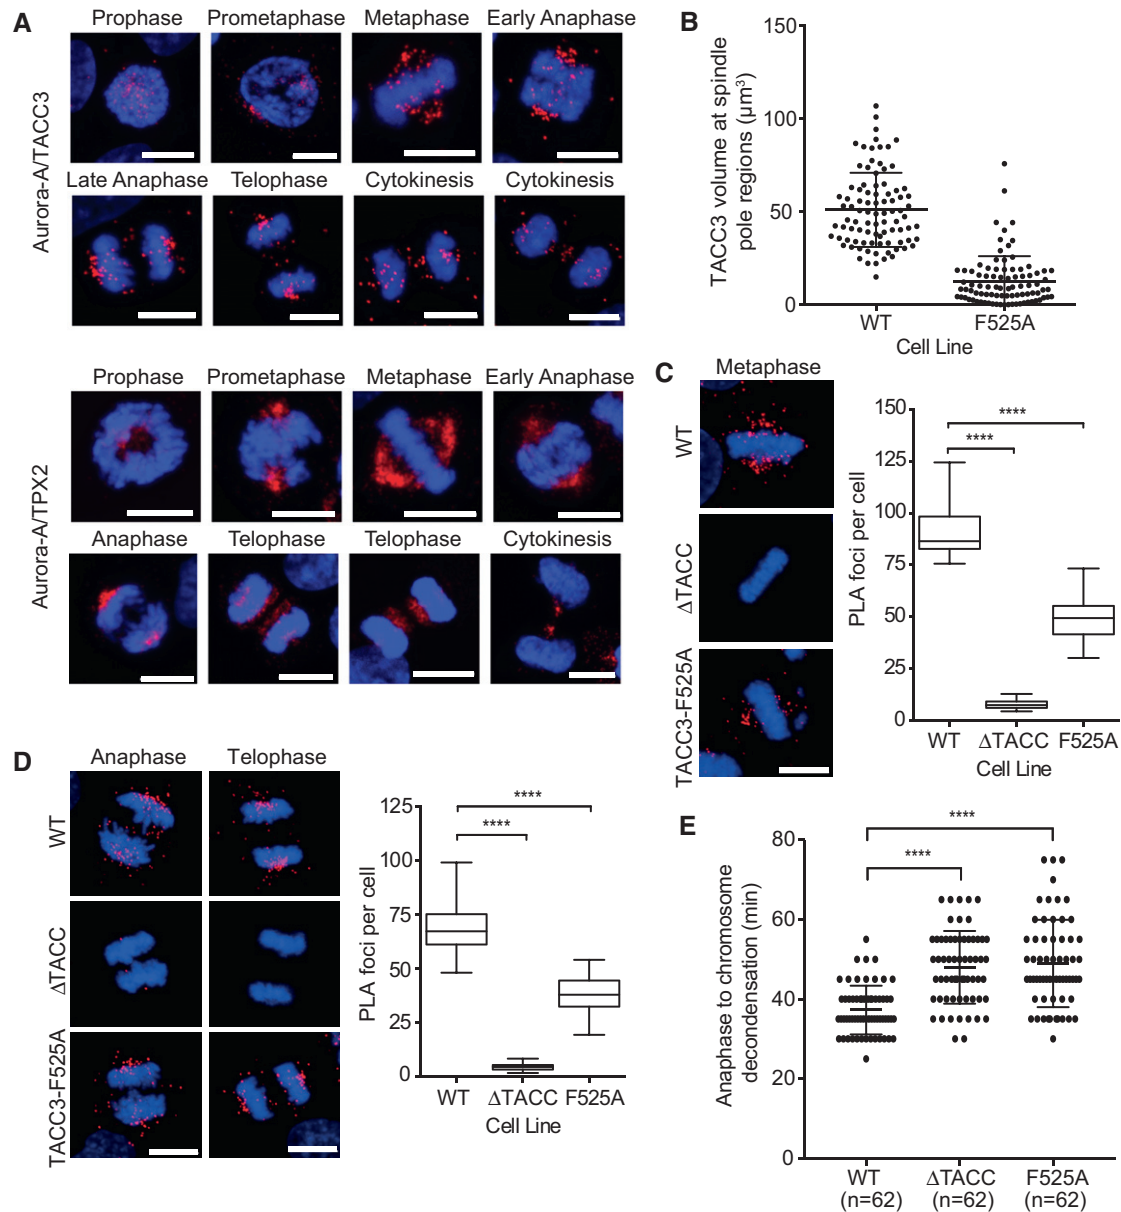 A
Prophase Prometaphase Metaphase Early Anaphase
Aurora-A/TACC3
Late Anaphase Telophase Cytokinesis Cytokinesis
Prophase Prometaphase Metaphase Early Anaphase
Aurora-A/TPX2
Anaphase Telophase Telophase Cytokinesis
B
TACC3 volume at spindle
pole regions (µm³)
150
100
50
0
WT F525A
Cell Line
C
Metaphase
WT
ΔTACC
TACC3-F525A
PLA foci per cell
150
125
100
75
50
25
0
****
****
WT ΔTACC F525A
Cell Line
D
Anaphase Telophase
WT
ΔTACC
TACC3-F525A
PLA foci per cell
125
100
75
50
25
0
****
****
WT ΔTACC F525A
Cell Line
E
Anaphase to chromosome
decondensation (min)
80
60
40
20
0
****
****
WT ΔTACC F525A
(n=62) (n=62) (n=62)